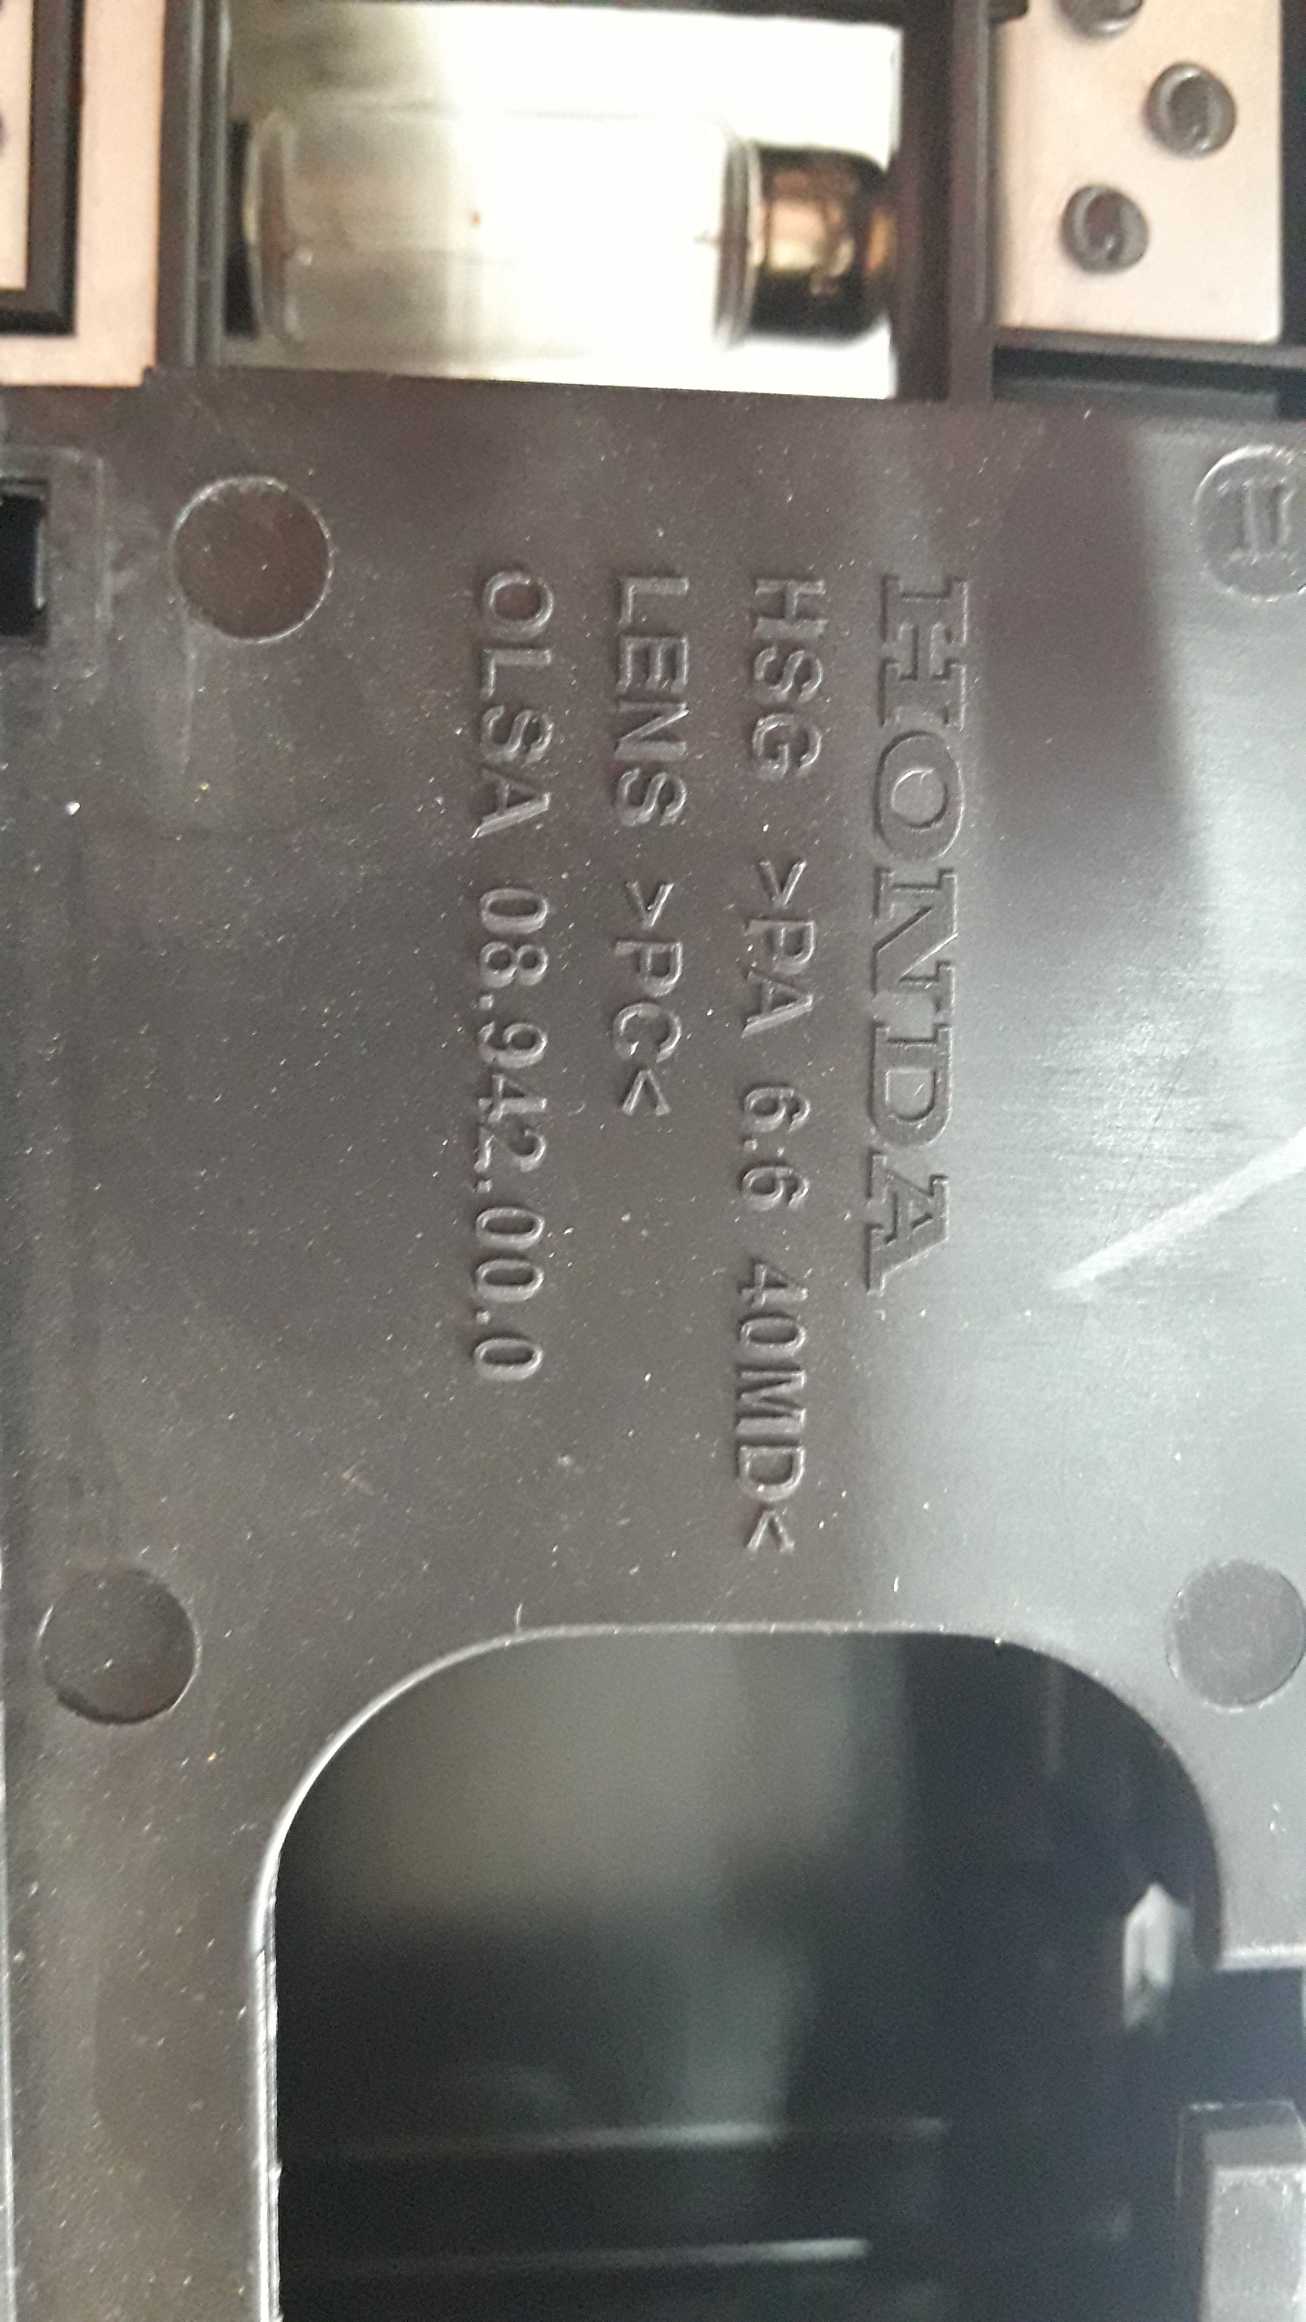 HONDA
HSG >PA 6.6 40MD<
LENS >PC<
OLSA 08.942.00.0